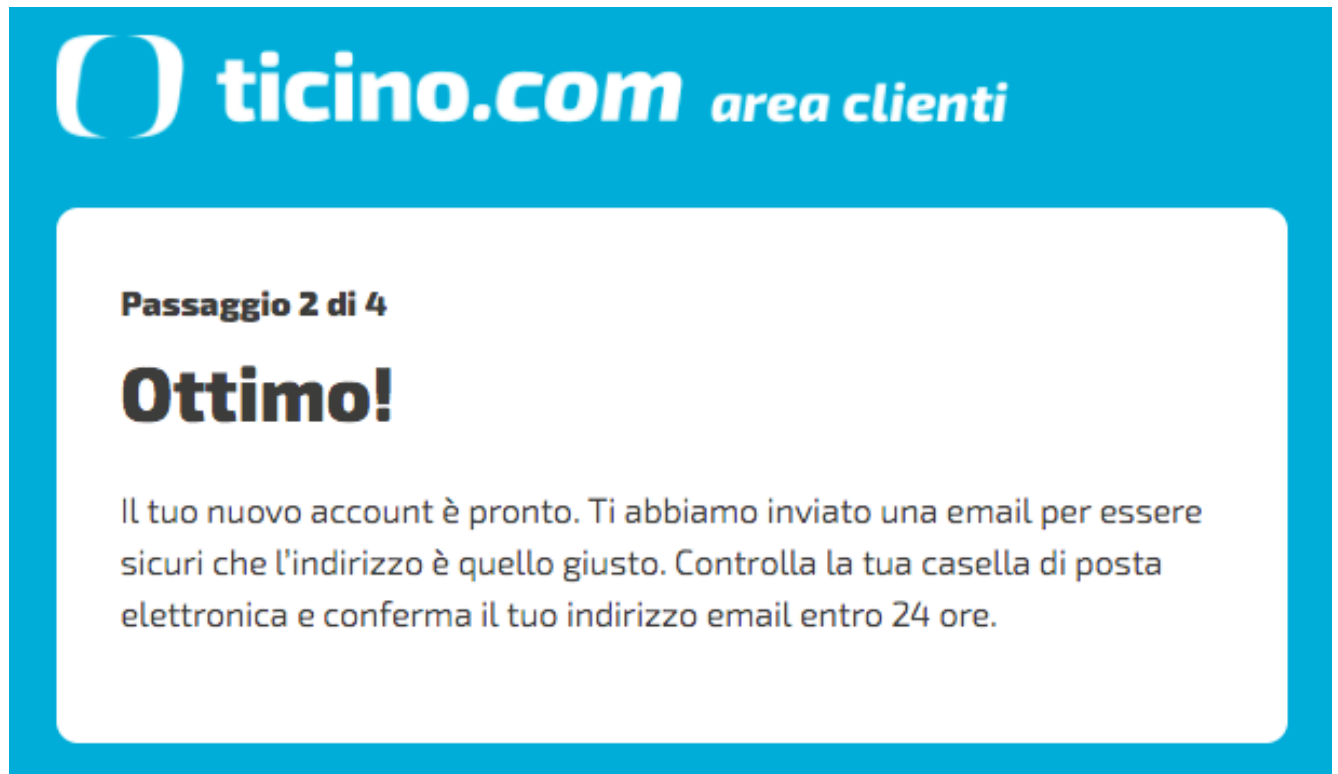 ticino.com area clienti
Passaggio 2 di 4
Ottimo!
Il tuo nuovo account è pronto. Ti abbiamo inviato una email per essere
sicuri che l'indirizzo è quello giusto. Controlla la tua casella di posta
elettronica e conferma il tuo indirizzo email entro 24 ore.